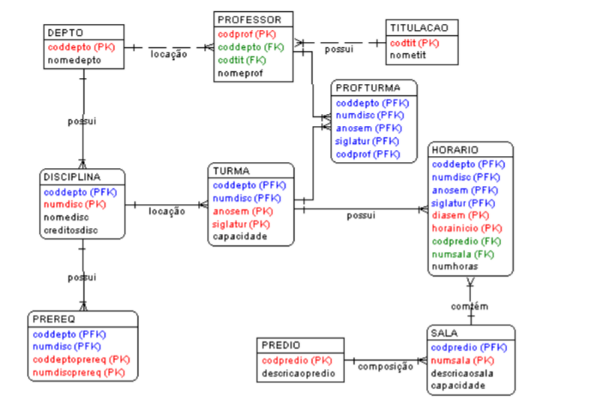 DEPTO
coddepto (PK)
nomedepto
locação
PROFESSOR
codprof (PK)
coddepto (FK)
codtit (FK)
nomeprof
possui
TITULACAO
codtit (PK)
nometit
PROFTURMA
coddepto (PFK)
numdisc (PFK)
anosem (PFK)
siglatur (PFK)
codprof (PFK)
possui
DISCIPLINA
coddepto (PFK)
numdisc (PK)
nomedisc
creditosdisc
locação
TURMA
coddepto (PFK)
numdisc (PFK)
anosem (PK)
siglatur (PK)
capacidade
possui
HORARIO
coddepto (PFK)
numdisc (PFK)
anosem (PFK)
siglatur (PFK)
diasem (PK)
horainicio (PK)
codpredio (FK)
numsala (FK)
numhoras
possui
PREREQ
coddepto (PFK)
numdisc (PFK)
coddeptoprereq (PK)
numdiscprereq (PK)
comtém
PREDIO
codpredio (PK)
descricaopredio
composição
SALA
codpredio (PFK)
numsala (PK)
descricaosala
capacidade